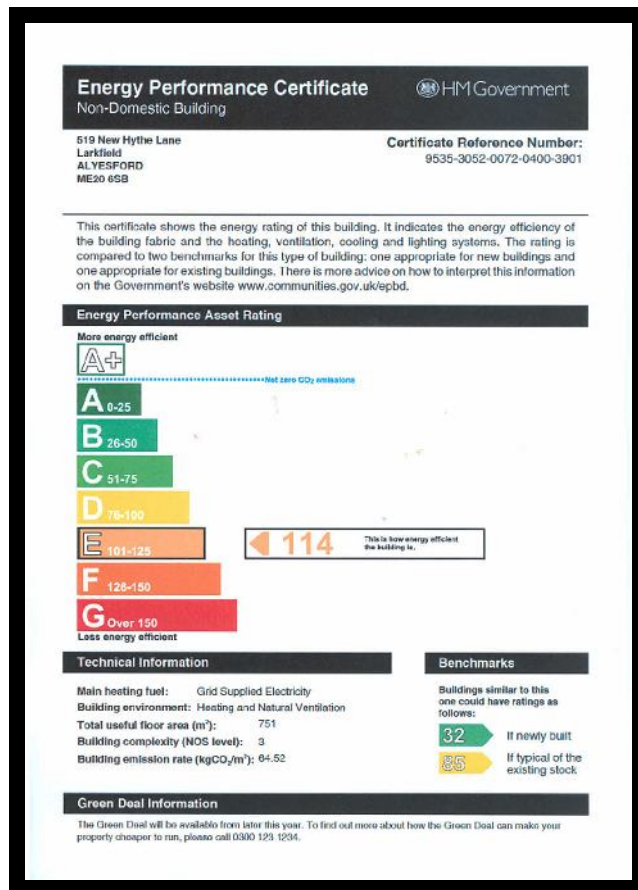 Energy Performance Certificate
HM Government
Non-Domestic Building
519 New Hythe Lane
Larkfield
ALYESFORD
ME20 6SB
Certificate Reference Number:
9535-3052-0072-0400-3901
This certificate shows the energy rating of this building. It indicates the energy efficiency of
the building fabric and the heating, ventilation, cooling and lighting systems. The rating is
compared to two benchmarks for this type of building: one appropriate for new buildings and
one appropriate for existing buildings. There is more advice on how to interpret this information
on the Government's website www.communities.gov.uk/epbd.
Energy Performance Asset Rating
More energy efficient
A+
Net zero CO₂ emissions
A 0-25
B 26-50
C 51-75
D 76-100
E 101-125
114
This is how energy efficient
the building is.
F 126-150
G Over 150
Less energy efficient
Technical Information
Main heating fuel: Grid Supplied Electricity
Building environment: Heating and Natural Ventilation
Total useful floor area (m²): 751
Building complexity (NOS level): 3
Building emission rate (kgCO₂/m²): 64.52
Benchmarks
Buildings similar to this
one could have ratings as
follows:
32 If newly built
85 If typical of the
existing stock
Green Deal Information
The Green Deal will be available from later this year. To find out more about how the Green Deal can make your
property cheaper to run, please call 0300 123 1234.